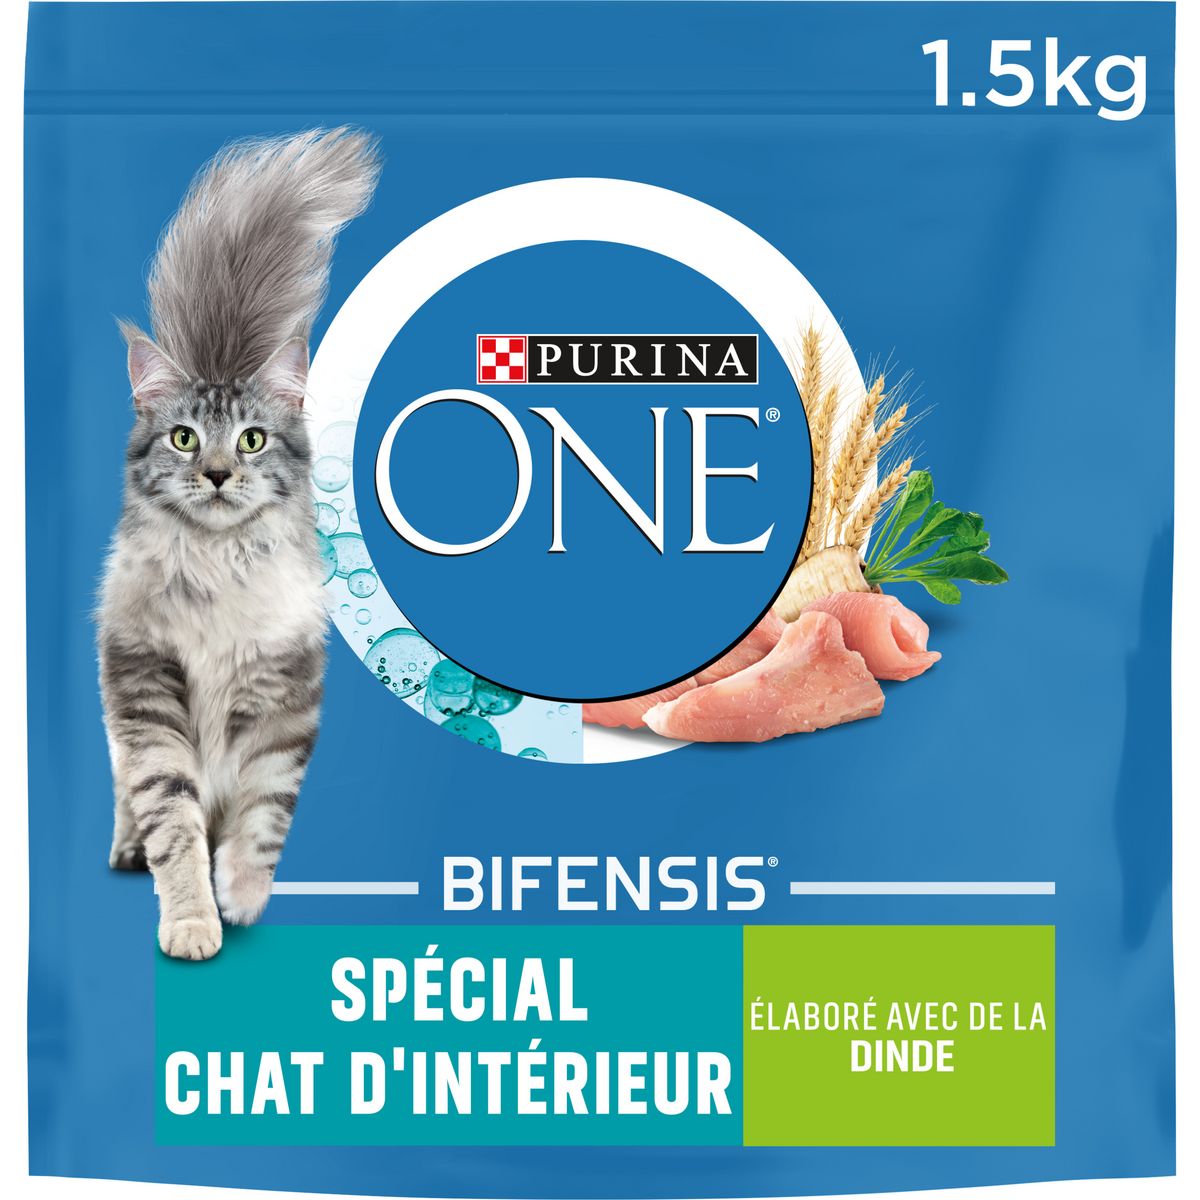 1.5kg
PURINA
ONE®
BIFENSIS®
SPÉCIAL
CHAT D'INTÉRIEUR
ÉLABORÉ AVEC DE LA
DINDE